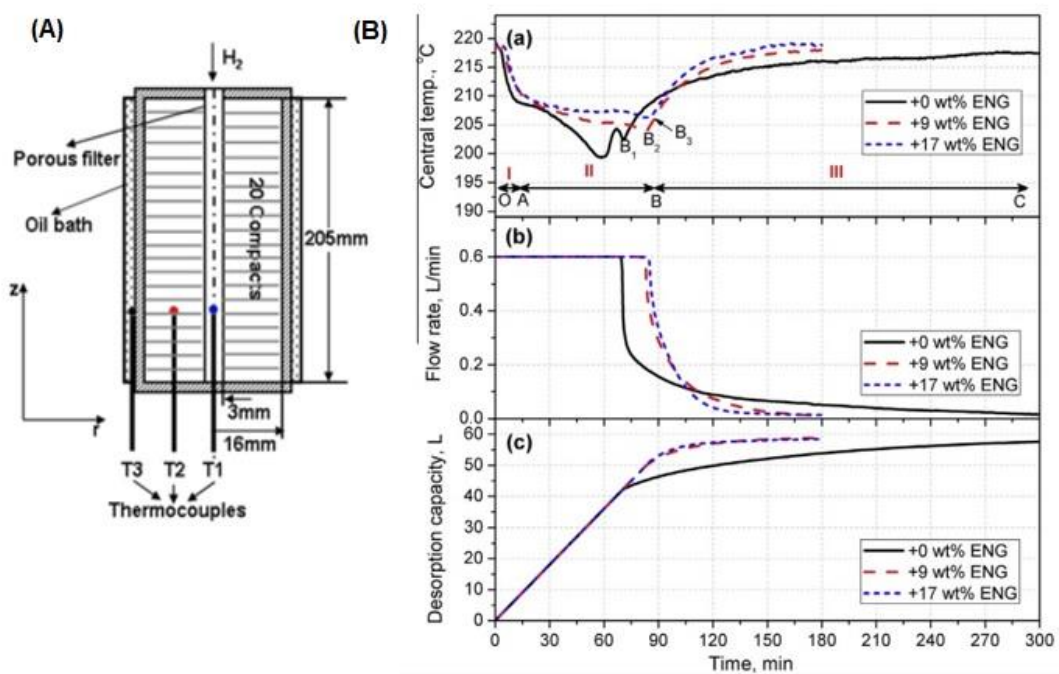 (A)
H2
Porous filter
Oil bath
20 Compacts
205mm
z
r
3mm
16mm
T3 T2 T1
Thermocouples
(B)
(a)
Central temp., °C
220
215
210
205
200
195
190
+0 wt% ENG
+9 wt% ENG
+17 wt% ENG
B1 B2 B3
I II III
O A B C
(b)
Flow rate, L/min
0.6
0.4
0.2
0.0
+0 wt% ENG
+9 wt% ENG
+17 wt% ENG
(c)
Desorption capacity, L
60
50
40
30
20
10
0
+0 wt% ENG
+9 wt% ENG
+17 wt% ENG
0 30 60 90 120 150 180 210 240 270 300
Time, min